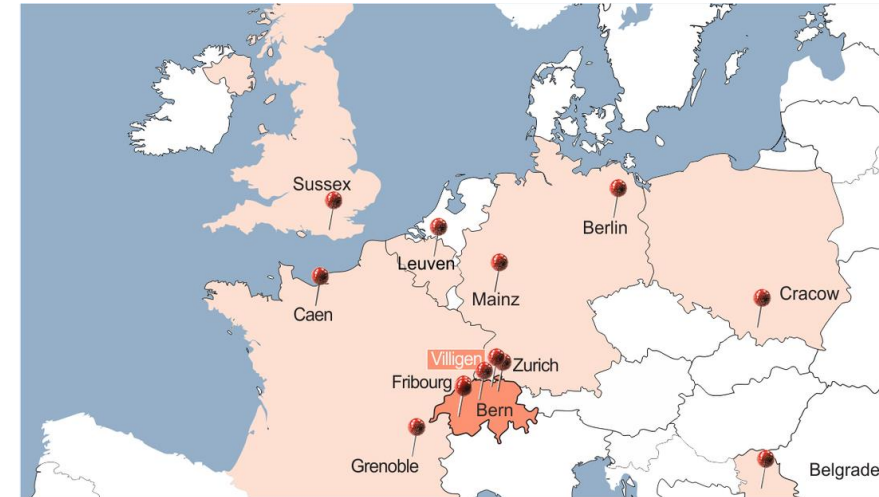 Sussex
Berlin
Leuven
Mainz
Cracow
Caen
Villigen
Zurich
Fribourg
Bern
Grenoble
Belgrade